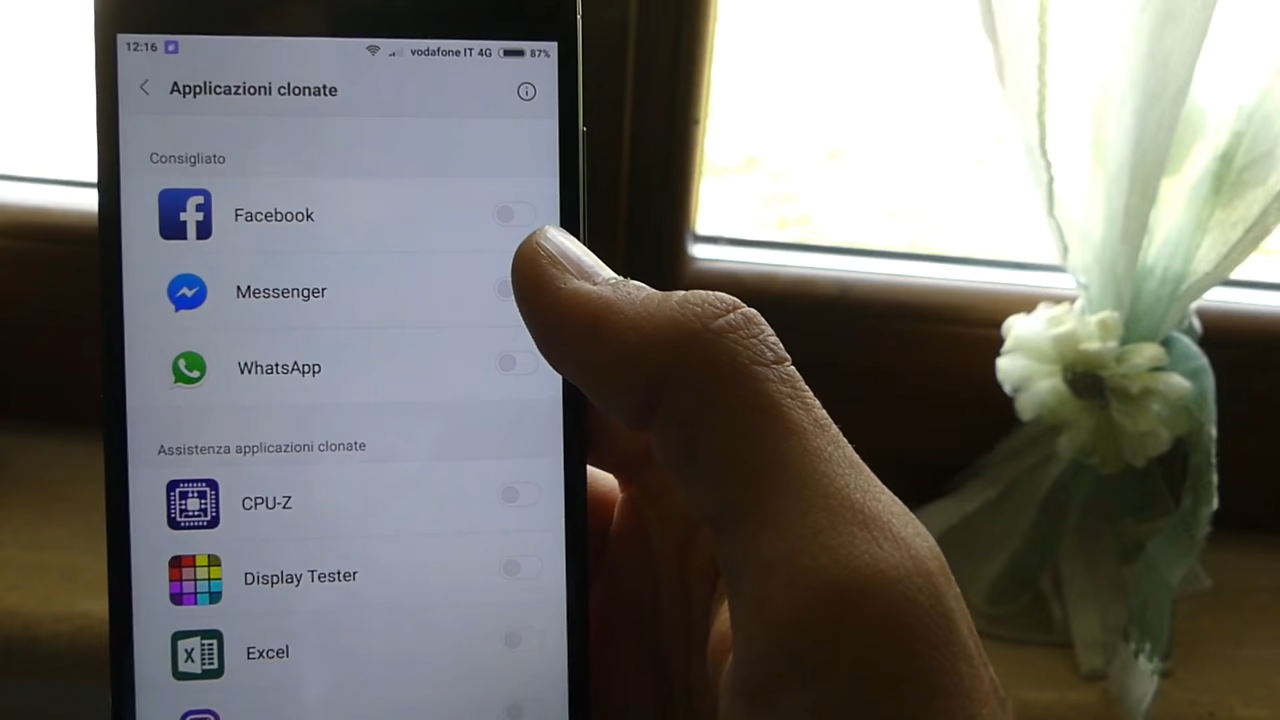 12:16 vodafone IT 4G 87%
Applicazioni clonate
Consigliato
Facebook
Messenger
WhatsApp
Assistenza applicazioni clonate
CPU-Z
Display Tester
Excel